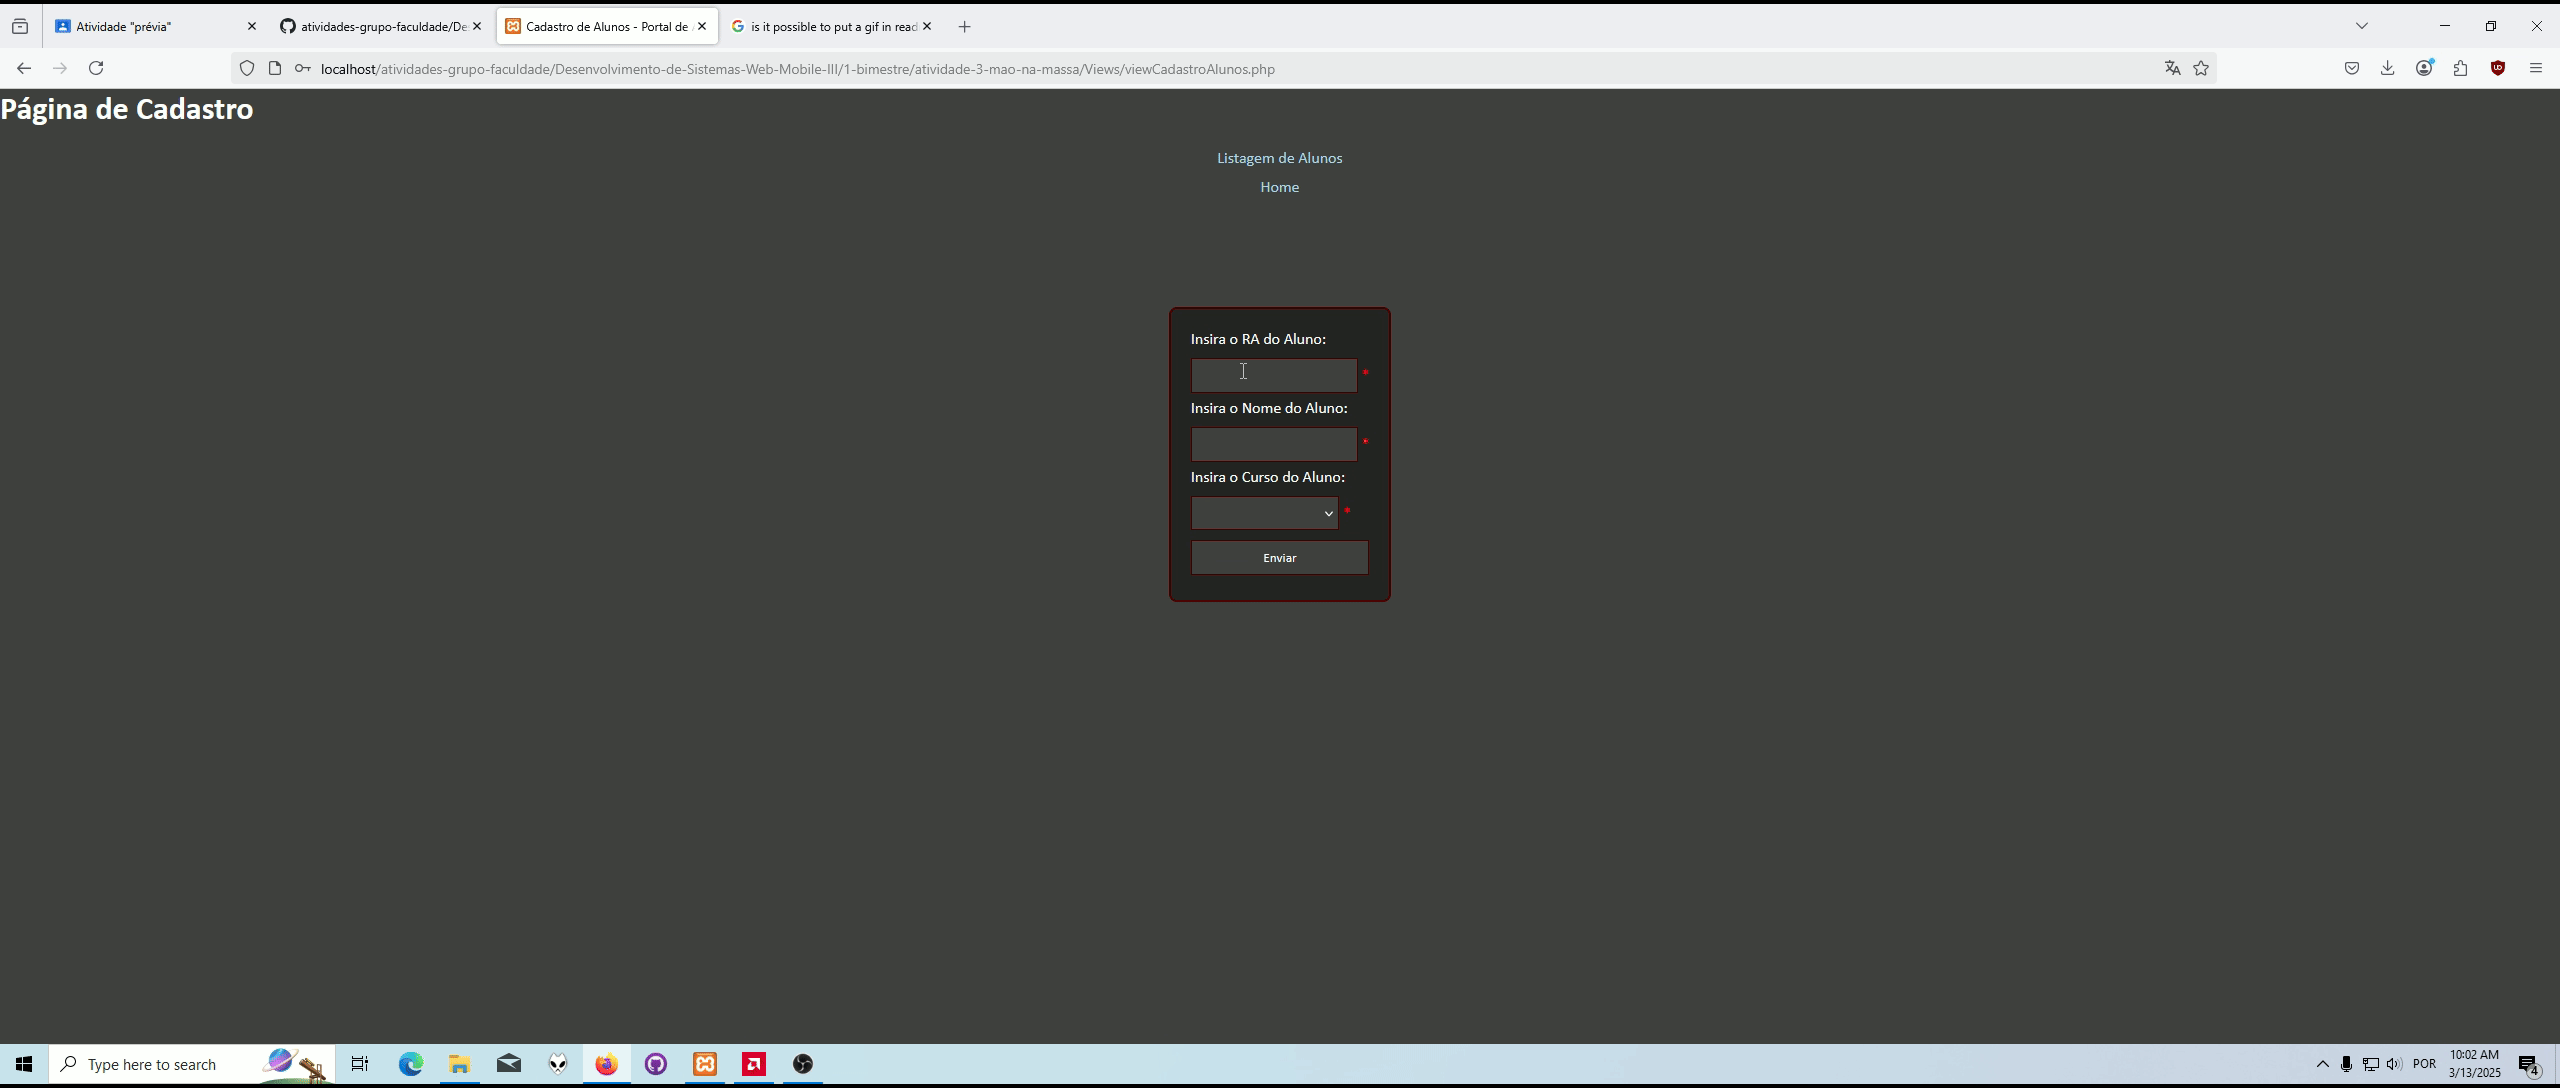 Atividade "prévia"
atividades-grupo-faculdade/De
Cadastro de Alunos - Portal de
is it possible to put a gif in read
localhost/atividades-grupo-faculdade/Desenvolvimento-de-Sistemas-Web-Mobile-III/1-bimestre/atividade-3-mao-na-massa/Views/viewCadastroAlunos.php
Página de Cadastro
Listagem de Alunos
Home
Insira o RA do Aluno:
*
Insira o Nome do Aluno:
*
Insira o Curso do Aluno:
*
Enviar
Type here to search
POR
10:02 AM
3/13/2025
4